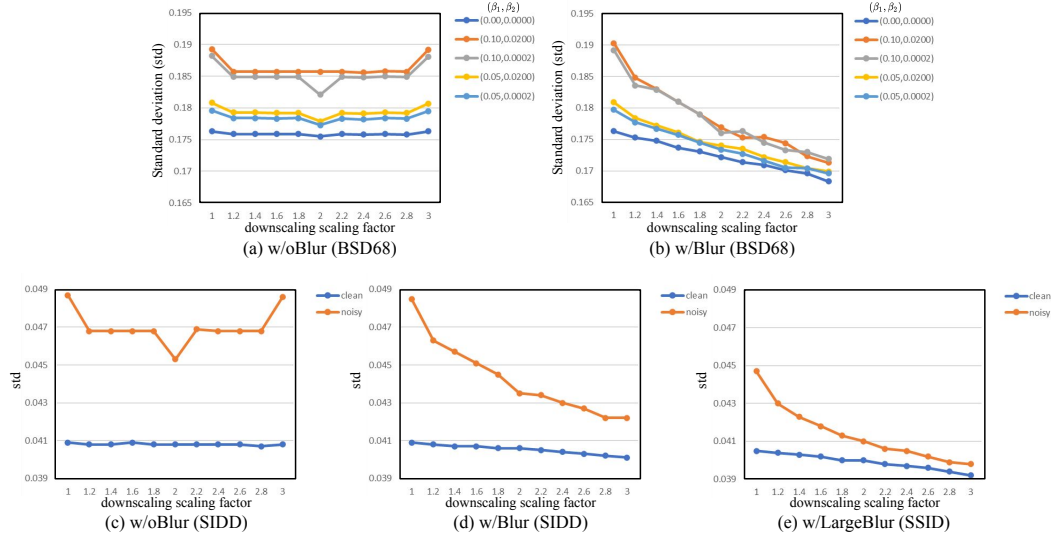 (β₁, β₂)
(0.00,0.0000)
(0.10,0.0200)
(0.10,0.0002)
(0.05,0.0200)
(0.05,0.0002)
Standard deviation (std)
0.195
0.19
0.185
0.18
0.175
0.17
0.165
1 1.2 1.4 1.6 1.8 2 2.2 2.4 2.6 2.8 3
downscaling scaling factor
(a) w/oBlur (BSD68)
(β₁, β₂)
(0.00,0.0000)
(0.10,0.0200)
(0.10,0.0002)
(0.05,0.0200)
(0.05,0.0002)
Standard deviation (std)
0.195
0.19
0.185
0.18
0.175
0.17
0.165
1 1.2 1.4 1.6 1.8 2 2.2 2.4 2.6 2.8 3
downscaling scaling factor
(b) w/Blur (BSD68)
clean
noisy
std
0.049
0.047
0.045
0.043
0.041
0.039
1 1.2 1.4 1.6 1.8 2 2.2 2.4 2.6 2.8 3
downscaling scaling factor
(c) w/oBlur (SIDD)
clean
noisy
std
0.049
0.047
0.045
0.043
0.041
0.039
1 1.2 1.4 1.6 1.8 2 2.2 2.4 2.6 2.8 3
downscaling scaling factor
(d) w/Blur (SIDD)
clean
noisy
std
0.049
0.047
0.045
0.043
0.041
0.039
1 1.2 1.4 1.6 1.8 2 2.2 2.4 2.6 2.8 3
downscaling scaling factor
(e) w/LargeBlur (SSID)